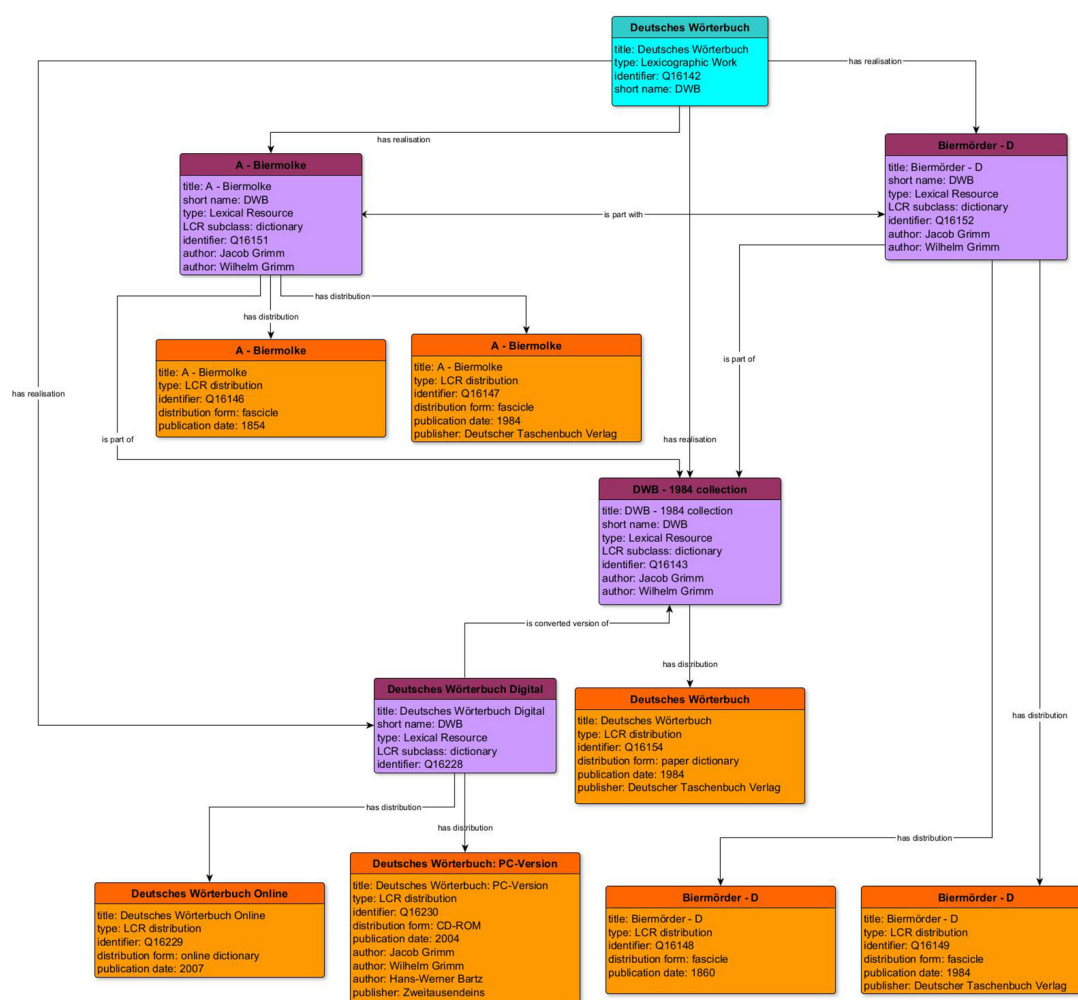 Deutsches Wörterbuch
title: Deutsches Wörterbuch
type: Lexicographic Work
identifier: Q16142
short name: DWB
has realisation
has realisation
Biermörder - D
title: Biermörder - D
short name: DWB
type: Lexical Resource
LCR subclass: dictionary
identifier: Q16152
author: Jacob Grimm
author: Wilhelm Grimm
A - Biermolke
title: A - Biermolke
short name: DWB
type: Lexical Resource
LCR subclass: dictionary
identifier: Q16151
author: Jacob Grimm
author: Wilhelm Grimm
is part with
has distribution
has distribution
A - Biermolke
title: A - Biermolke
type: LCR distribution
identifier: Q16146
distribution form: fascicle
publication date: 1854
A - Biermolke
title: A - Biermolke
type: LCR distribution
identifier: Q16147
distribution form: fascicle
publication date: 1984
publisher: Deutscher Taschenbuch Verlag
is part of
has realisation
is part of
has realisation
DWB - 1984 collection
title: DWB - 1984 collection
short name: DWB
type: Lexical Resource
LCR subclass: dictionary
identifier: Q16143
author: Jacob Grimm
author: Wilhelm Grimm
is converted version of
has distribution
Deutsches Wörterbuch Digital
title: Deutsches Wörterbuch Digital
short name: DWB
type: Lexical Resource
LCR subclass: dictionary
identifier: Q16228
Deutsches Wörterbuch
title: Deutsches Wörterbuch
type: LCR distribution
identifier: Q16154
distribution form: paper dictionary
publication date: 1984
publisher: Deutscher Taschenbuch Verlag
has distribution
has distribution
has distribution
has distribution
Deutsches Wörterbuch Online
title: Deutsches Wörterbuch Online
type: LCR distribution
identifier: Q16229
distribution form: online dictionary
publication date: 2007
Deutsches Wörterbuch: PC-Version
title: Deutsches Wörterbuch: PC-Version
type: LCR distribution
identifier: Q16230
distribution form: CD-ROM
publication date: 2004
author: Jacob Grimm
author: Wilhelm Grimm
author: Hans-Werner Bartz
publisher: Zweitausendeins
Biermörder - D
title: Biermörder - D
type: LCR distribution
identifier: Q16148
distribution form: fascicle
publication date: 1860
Biermörder - D
title: Biermörder - D
type: LCR distribution
identifier: Q16149
distribution form: fascicle
publication date: 1984
publisher: Deutscher Taschenbuch Verlag